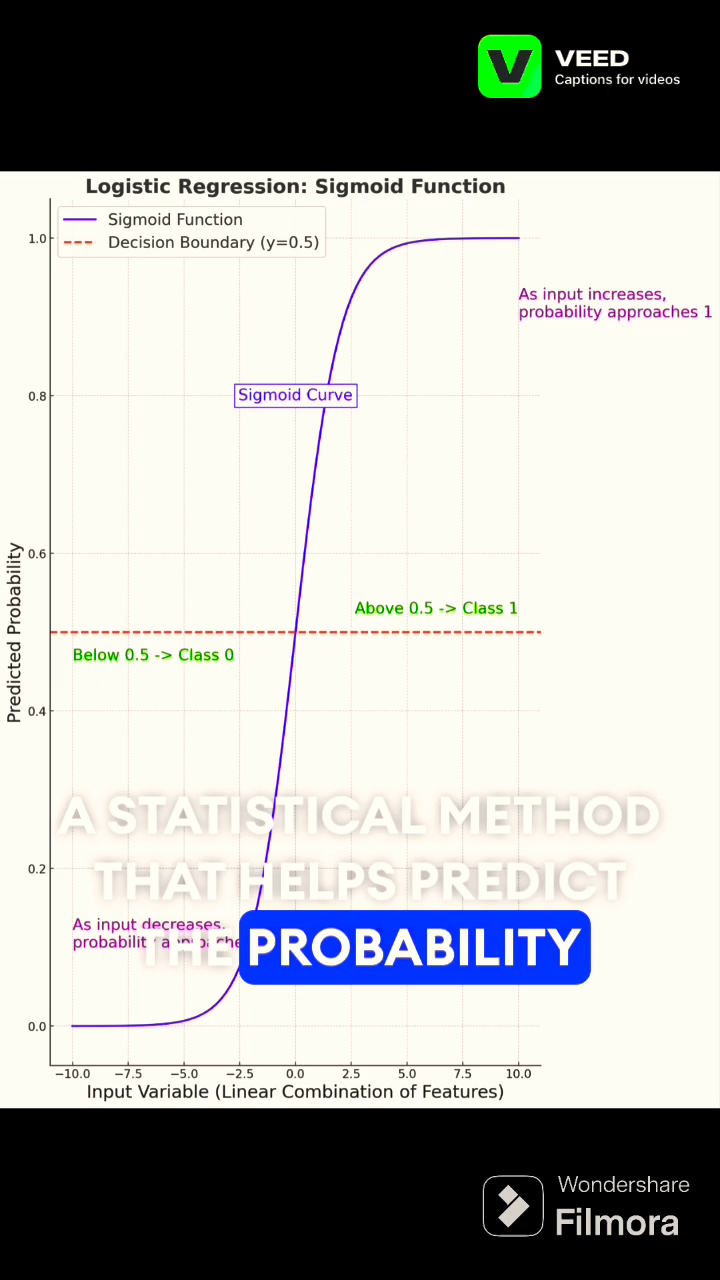 VEED
Captions for videos
Logistic Regression: Sigmoid Function
Sigmoid Function
Decision Boundary (y=0.5)
As input increases,
probability approaches 1
Sigmoid Curve
Above 0.5 -> Class 1
Below 0.5 -> Class 0
As input decreases,
A STATISTICAL METHOD
THAT HELPS PREDICT
THE PROBABILITY
Predicted Probability
1.0
0.8
0.6
0.4
0.2
0.0
−10.0 −7.5 −5.0 −2.5 0.0 2.5 5.0 7.5 10.0
Input Variable (Linear Combination of Features)
Wondershare
Filmora